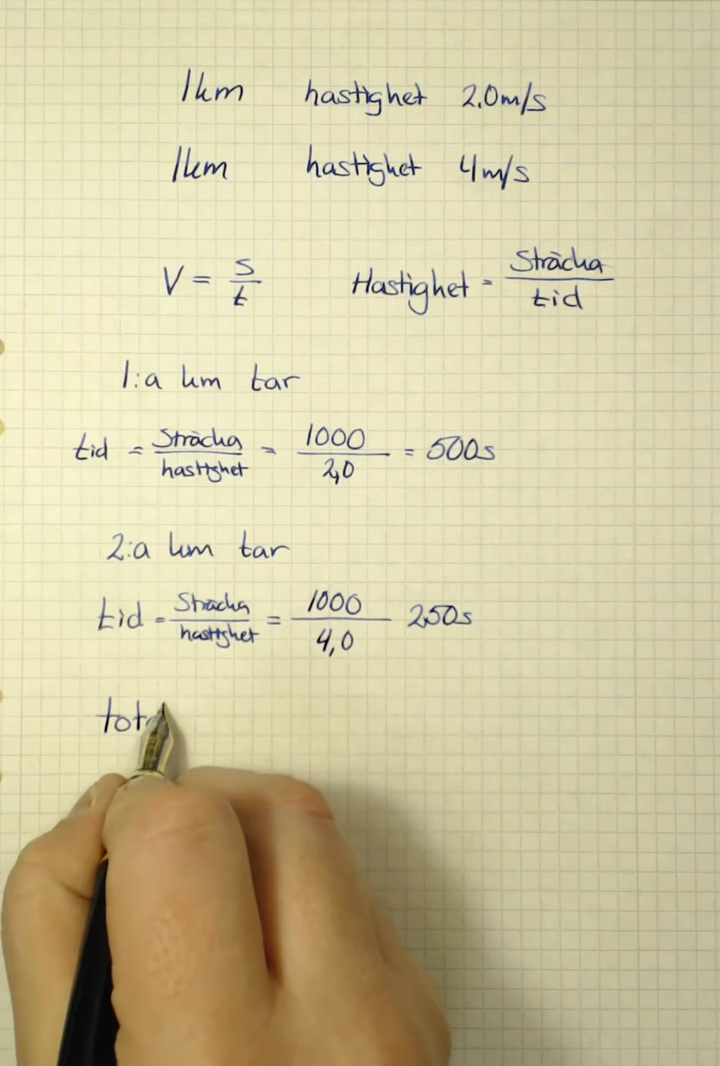 1km hastighet 2.0m/s
1km hastighet 4m/s
V = s/t Hastighet = Sträcka/tid
1:a km tar
tid = Sträcka/hastighet = 1000/2,0 = 500s
2:a km tar
tid = Sträcka/hastighet = 1000/4,0 250s
tota